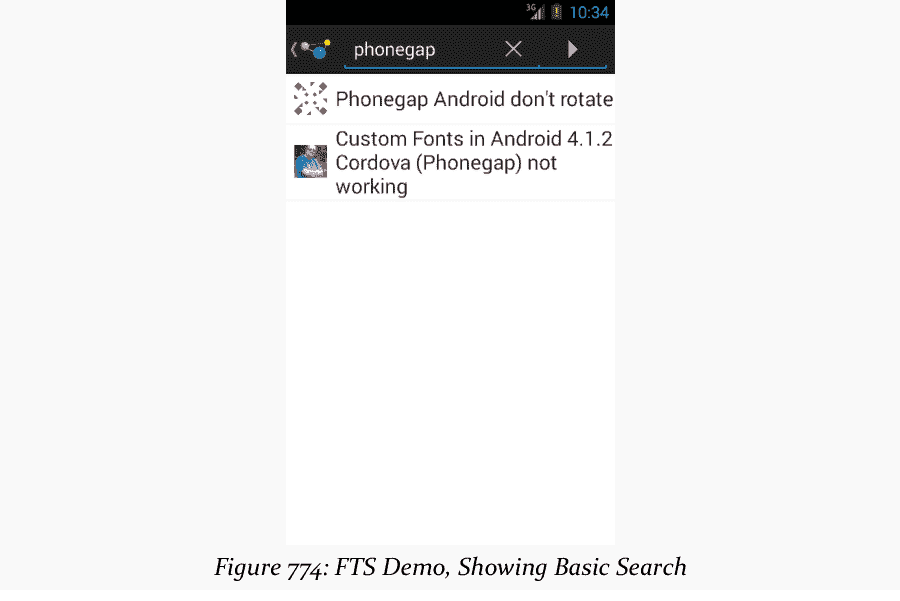 3G 10:34
phonegap
Phonegap Android don't rotate
Custom Fonts in Android 4.1.2
Cordova (Phonegap) not
working
Figure 774: FTS Demo, Showing Basic Search